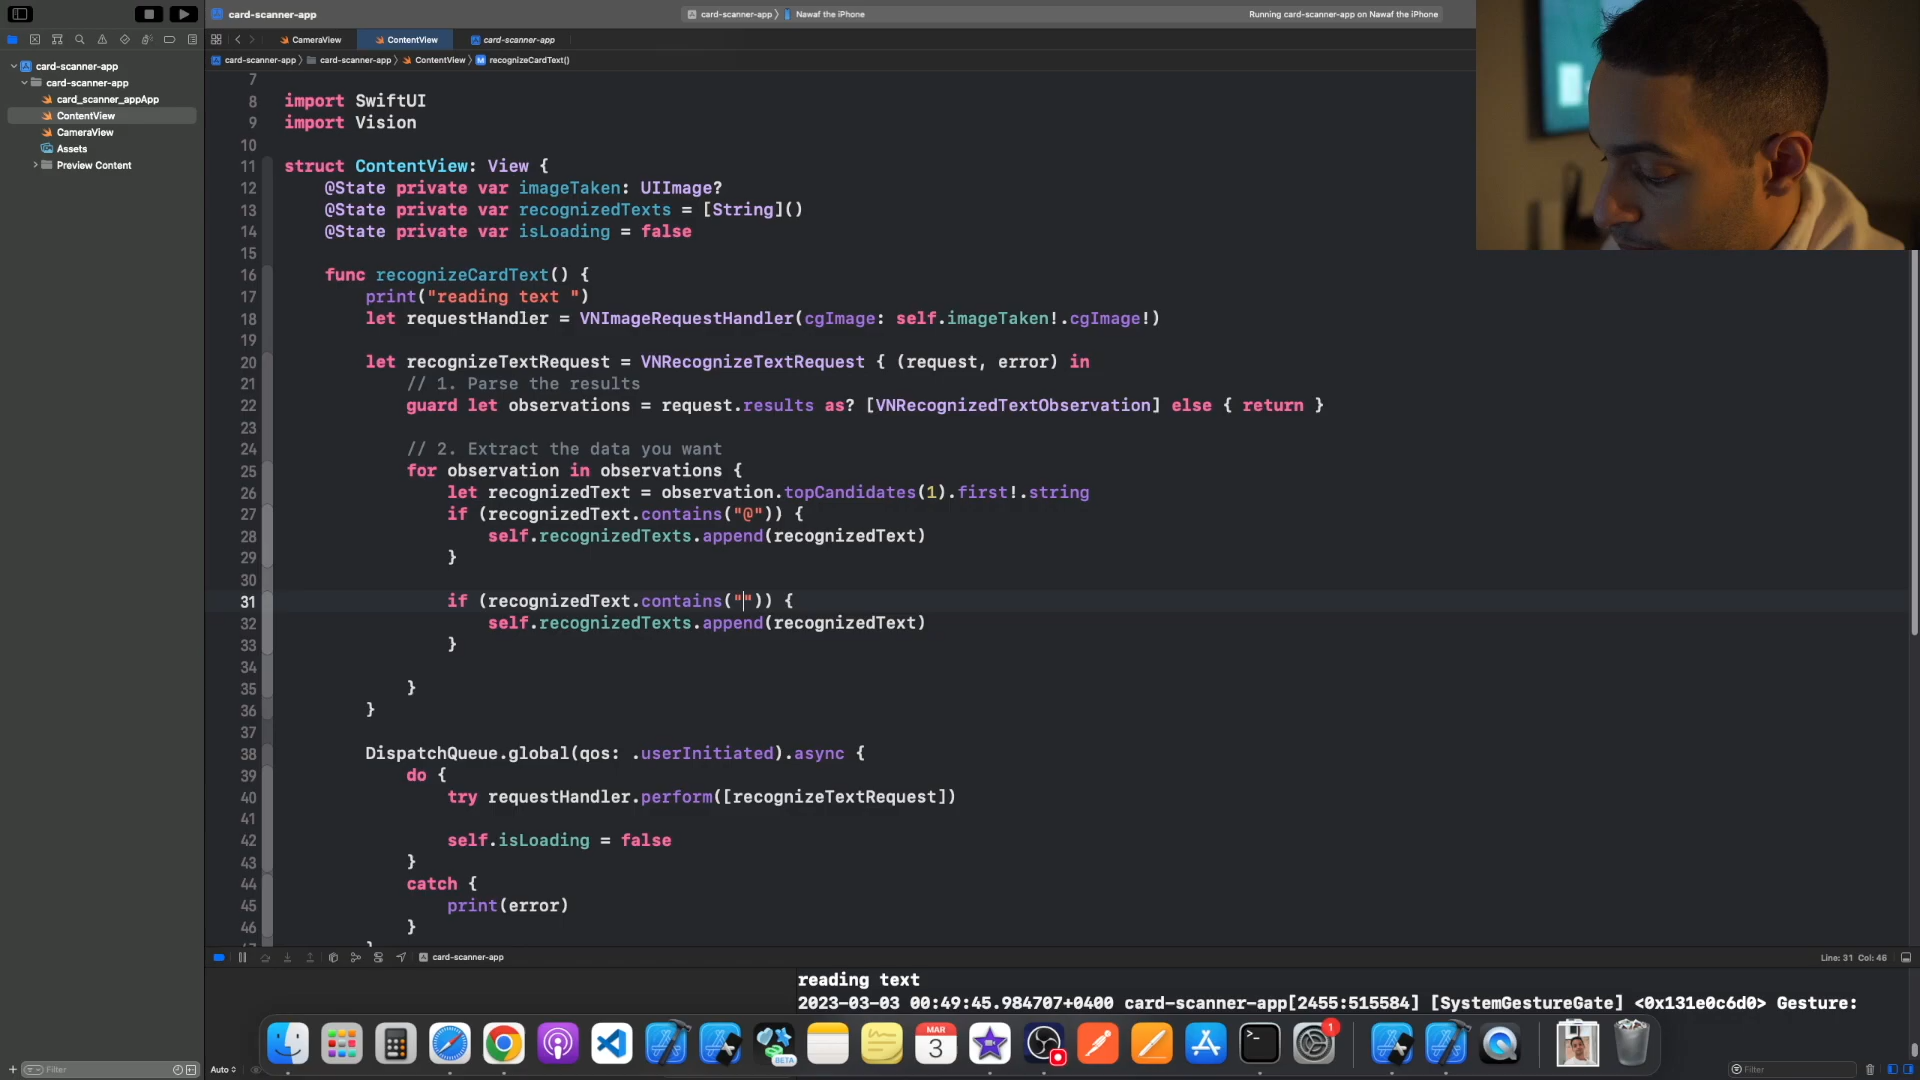 card-scanner-app
card-scanner-app 〉 Nawaf the iPhone
Running card-scanner-app on Nawaf the iPhone
CameraView
ContentView
card-scanner-app
card-scanner-app 〉 card-scanner-app 〉 ContentView 〉 M recognizeCardText()
card-scanner-app
card-scanner-app
card_scanner_appApp
ContentView
CameraView
Assets
Preview Content
7
8 import SwiftUI
9 import Vision
10
11 struct ContentView: View {
12 @State private var imageTaken: UIImage?
13 @State private var recognizedTexts = [String]()
14 @State private var isLoading = false
15
16 func recognizeCardText() {
17 print("reading text ")
18 let requestHandler = VNImageRequestHandler(cgImage: self.imageTaken!.cgImage!)
19
20 let recognizeTextRequest = VNRecognizeTextRequest { (request, error) in
21 // 1. Parse the results
22 guard let observations = request.results as? [VNRecognizedTextObservation] else { return }
23
24 // 2. Extract the data you want
25 for observation in observations {
26 let recognizedText = observation.topCandidates(1).first!.string
27 if (recognizedText.contains("@")) {
28 self.recognizedTexts.append(recognizedText)
29 }
30
31 if (recognizedText.contains("")) {
32 self.recognizedTexts.append(recognizedText)
33 }
34
35 }
36 }
37
38 DispatchQueue.global(qos: .userInitiated).async {
39 do {
40 try requestHandler.perform([recognizeTextRequest])
41
42 self.isLoading = false
43 }
44 catch {
45 print(error)
46 }
47 }
card-scanner-app
Line: 31 Col: 46
reading text
2023-03-03 00:49:45.984707+0400 card-scanner-app[2455:515584] [SystemGestureGate] <0x131e0c6d0> Gesture:
BETA
MAR
3
1
Filter
Auto
Filter